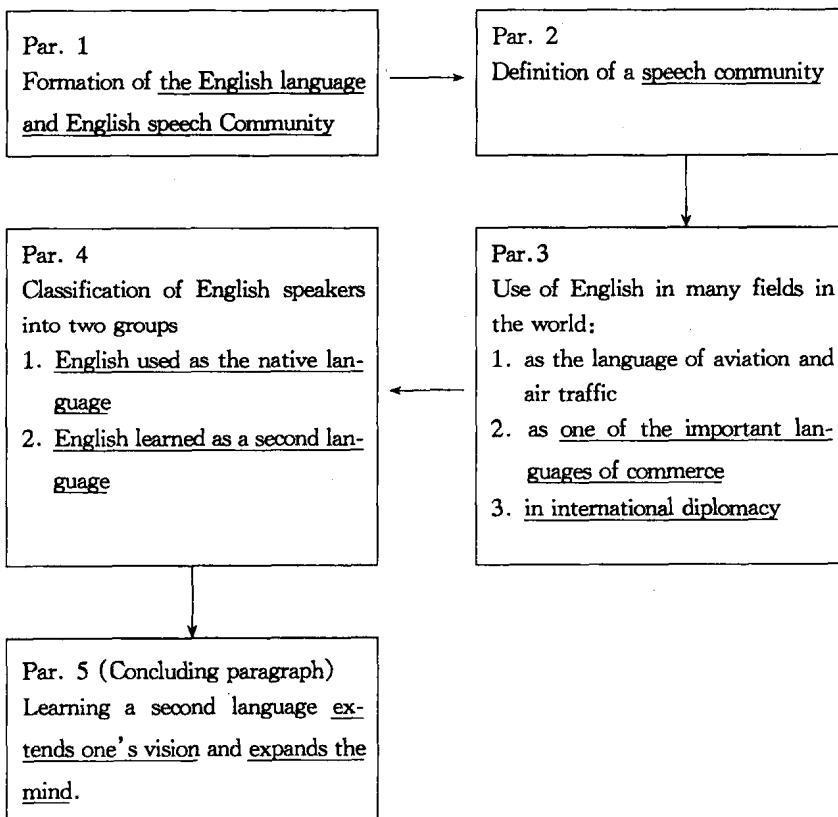 Par. 1
Formation of the English language
and English speech Community
Par. 2
Definition of a speech community
Par.3
Use of English in many fields in
the world:
1. as the language of aviation and
air traffic
2. as one of the important lan-
guages of commerce
3. in international diplomacy
Par. 4
Classification of English speakers
into two groups
1. English used as the native lan-
guage
2. English learned as a second lan-
guage
Par. 5 (Concluding paragraph)
Learning a second language ex-
tends one's vision and expands the
mind.